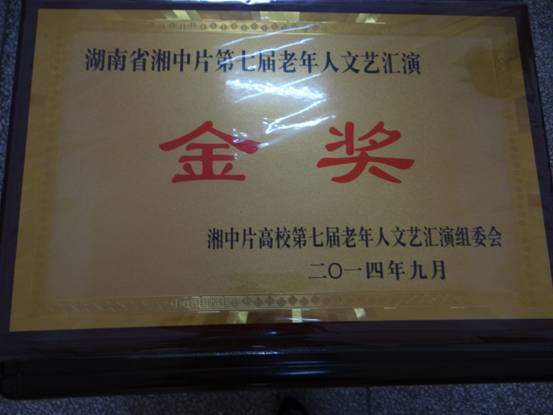 湖南省湘中片第七届老年人文艺汇演
金奖
湘中片高校第七届老年人文艺汇演组委会
二〇一四年九月